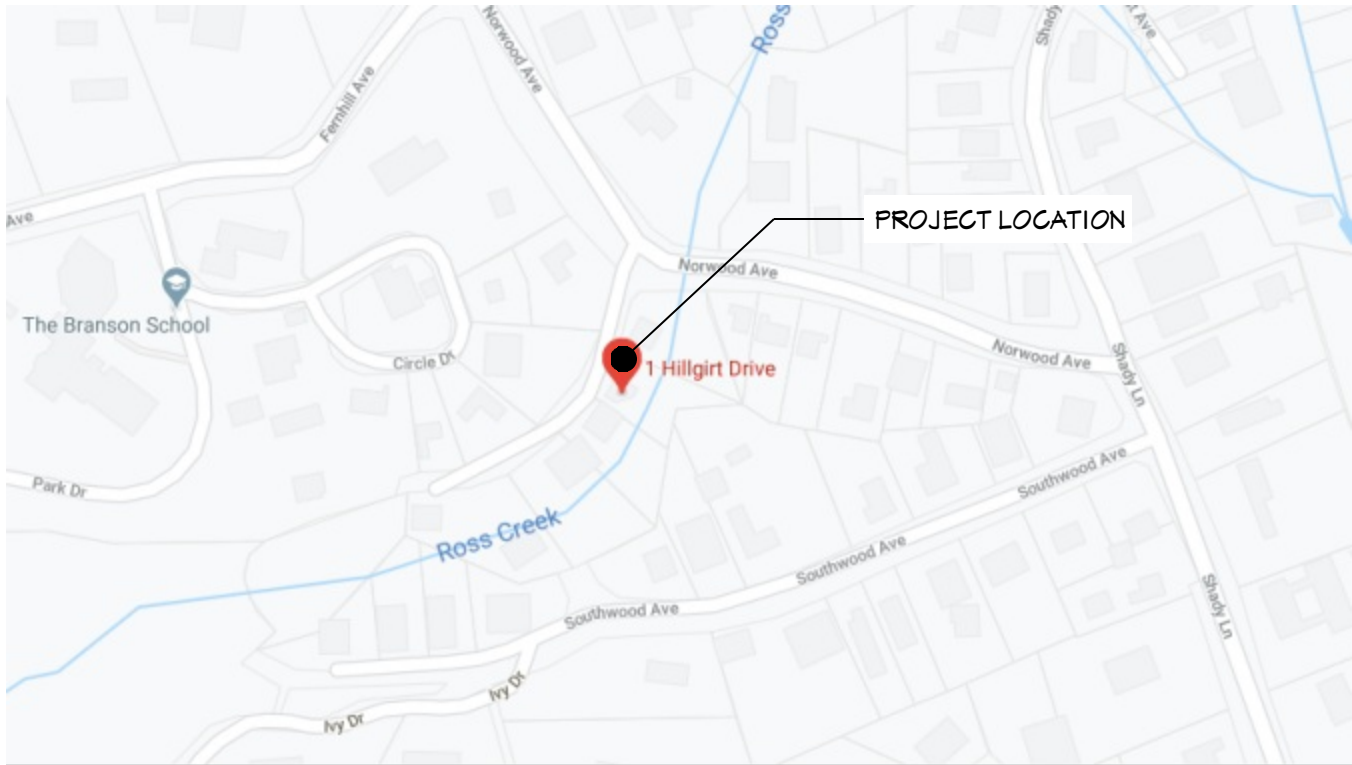 Ross
Shady
Norwood Ave
Fernhill Ave
Ave
PROJECT LOCATION
Norwood Ave
The Branson School
Circle Dr
1 Hillgirt Drive
Norwood Ave
Shady Ln
Park Dr
Southwood Ave
Ross Creek
Southwood Ave
Southwood Ave
Shady Ln
Ivy Dr
Ivy Dr